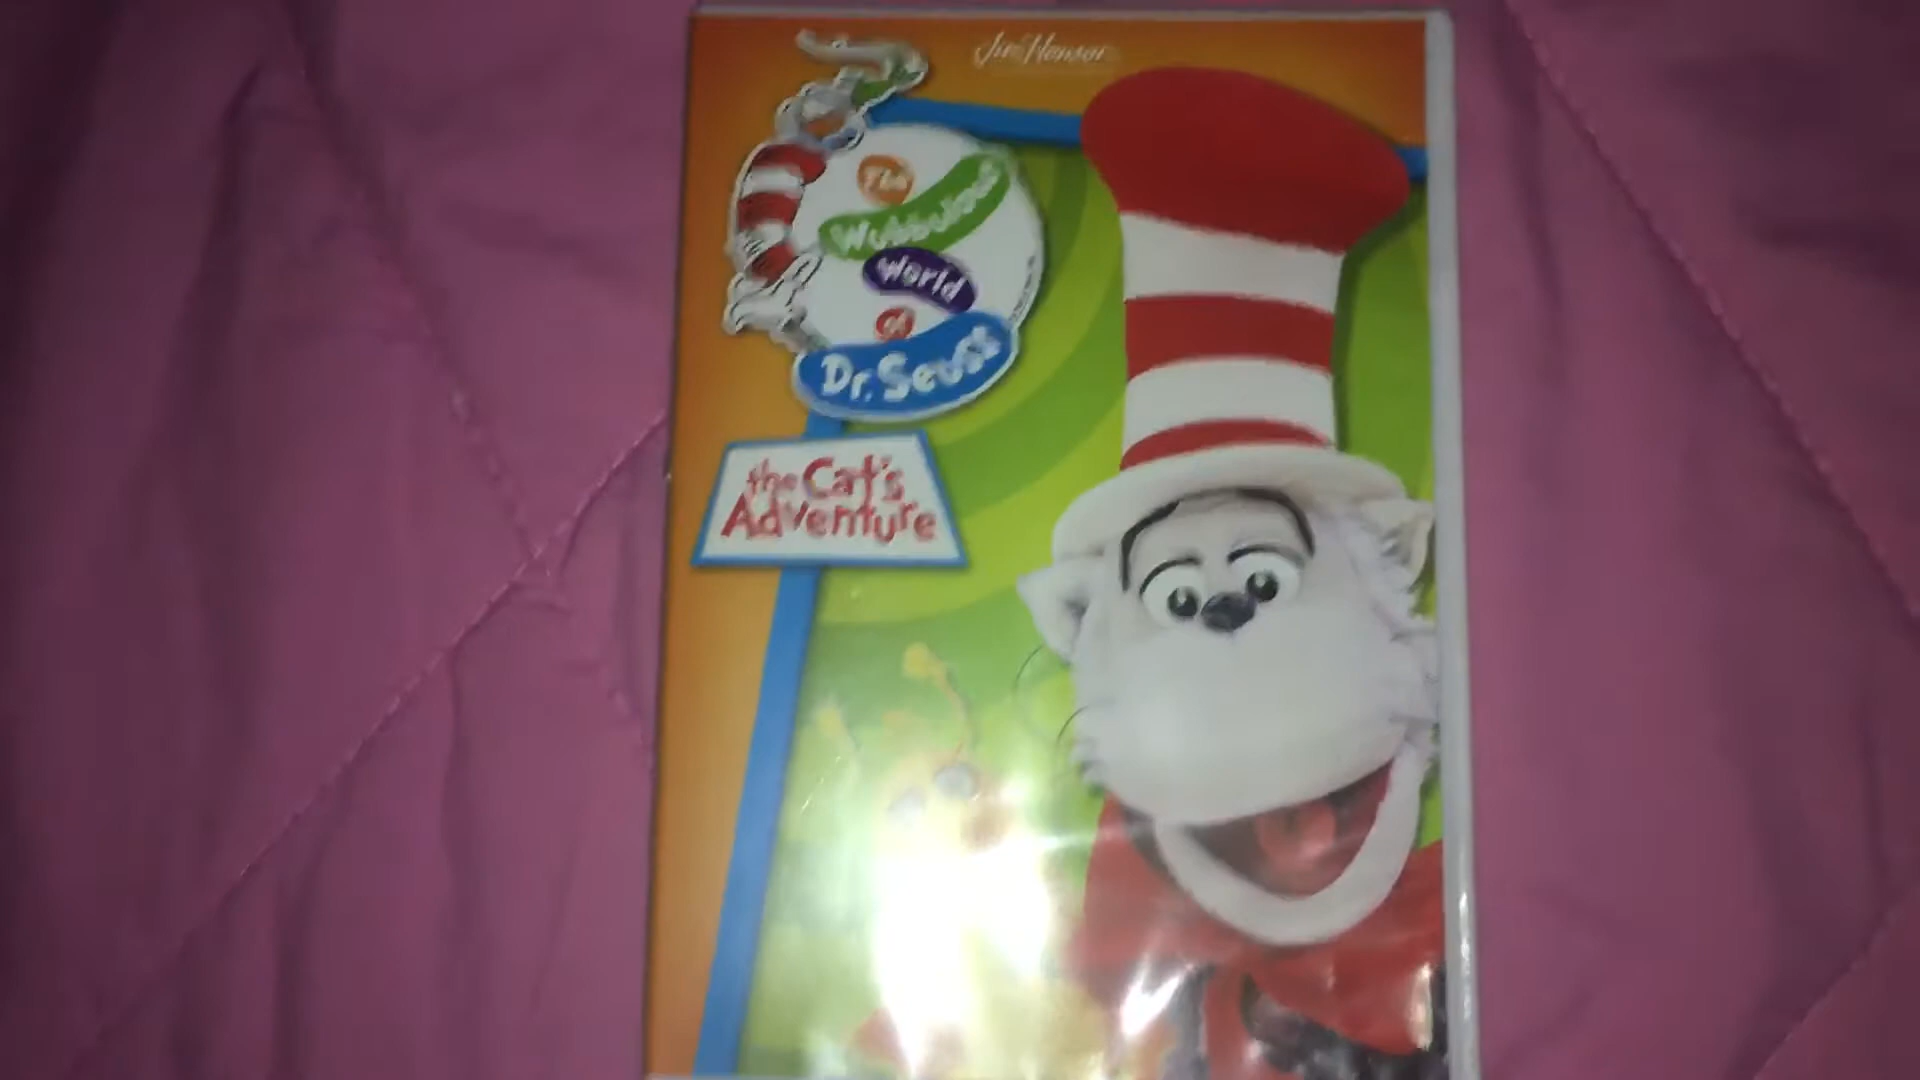 Jim Henson
The
Wubbulous
World
of
Dr. Seuss
the Cat's
Adventure